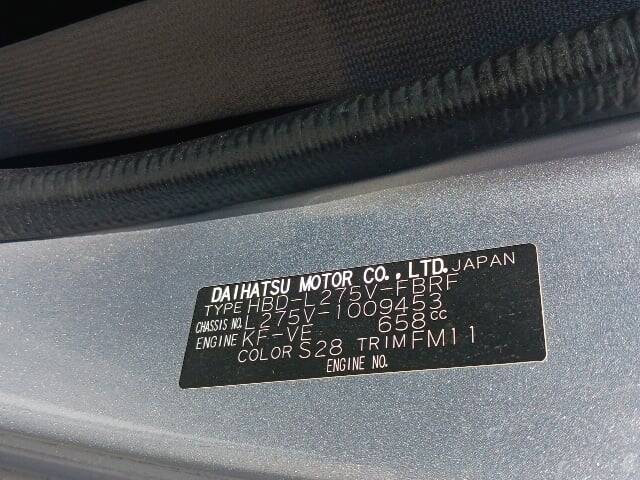 DAIHATSU MOTOR CO., LTD. JAPAN
TYPE HBD-L275V-FBRF
CHASSIS NO. L275V-1009453
ENGINE KF-VE 658cc
COLOR S28 TRIM FM11
ENGINE NO.